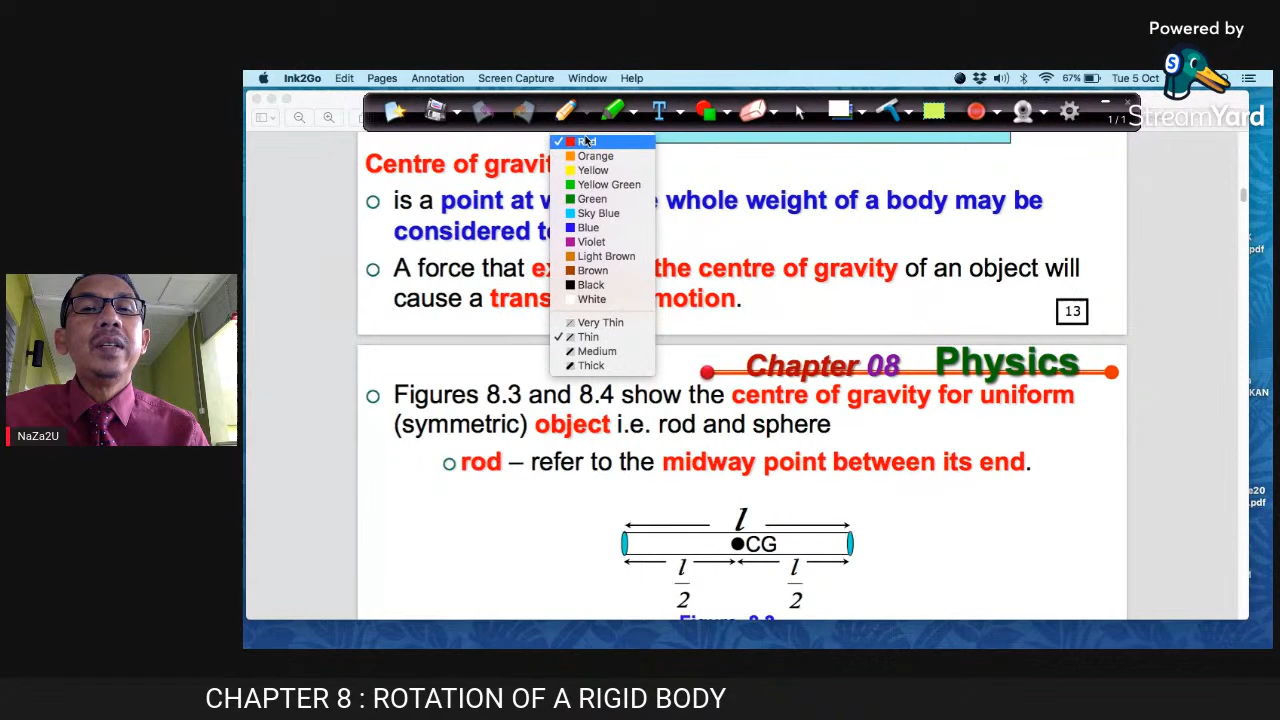 Powered by
StreamYard
Ink2Go Edit Pages Annotation Screen Capture Window Help 67% Tue 5 Oct
1/1
Red
Orange
Yellow
Yellow Green
Green
Sky Blue
Blue
Violet
Light Brown
Brown
Black
White
Very Thin
Thin
Medium
Thick
Centre of gravit
is a point at w whole weight of a body may be
considered to
A force that ex the centre of gravity of an object will
cause a trans motion.
13
Chapter 08 Physics
Figures 8.3 and 8.4 show the centre of gravity for uniform
(symmetric) object i.e. rod and sphere
rod – refer to the midway point between its end.
l
CG
l/2 l/2
KAN
e20
.pdf
NaZa2U
CHAPTER 8 : ROTATION OF A RIGID BODY